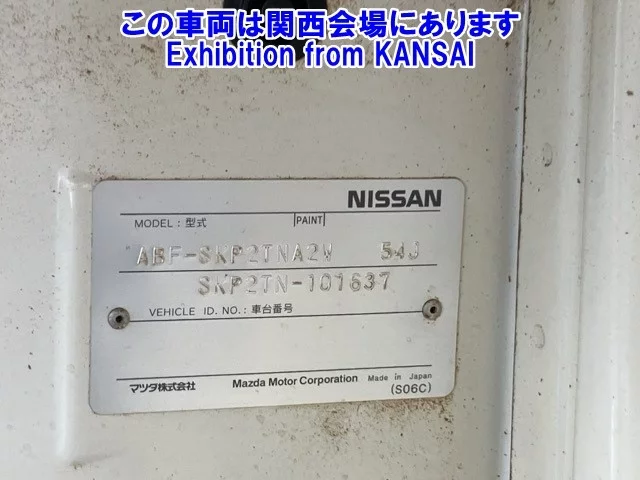 この車両は関西会場にあります
Exhibition from KANSAI
NISSAN
MODEL : 型式 PAINT
ABF-SKP2TNA2W 54J
SKP2TN-101637
VEHICLE ID. NO. : 車台番号
マツダ株式会社 Mazda Motor Corporation Made in Japan
(S06C)